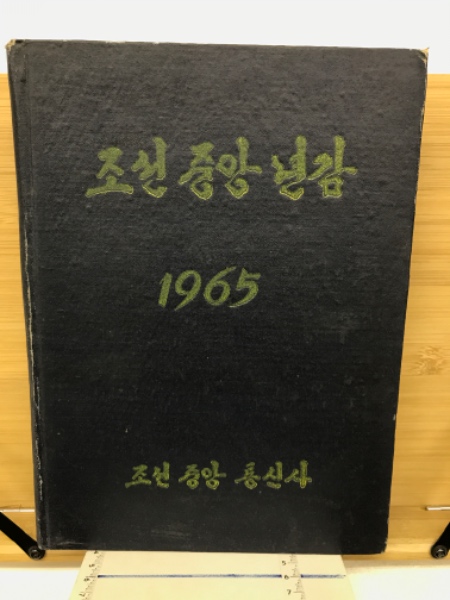 조선 중앙 년감
1965
조선 중앙 통신사